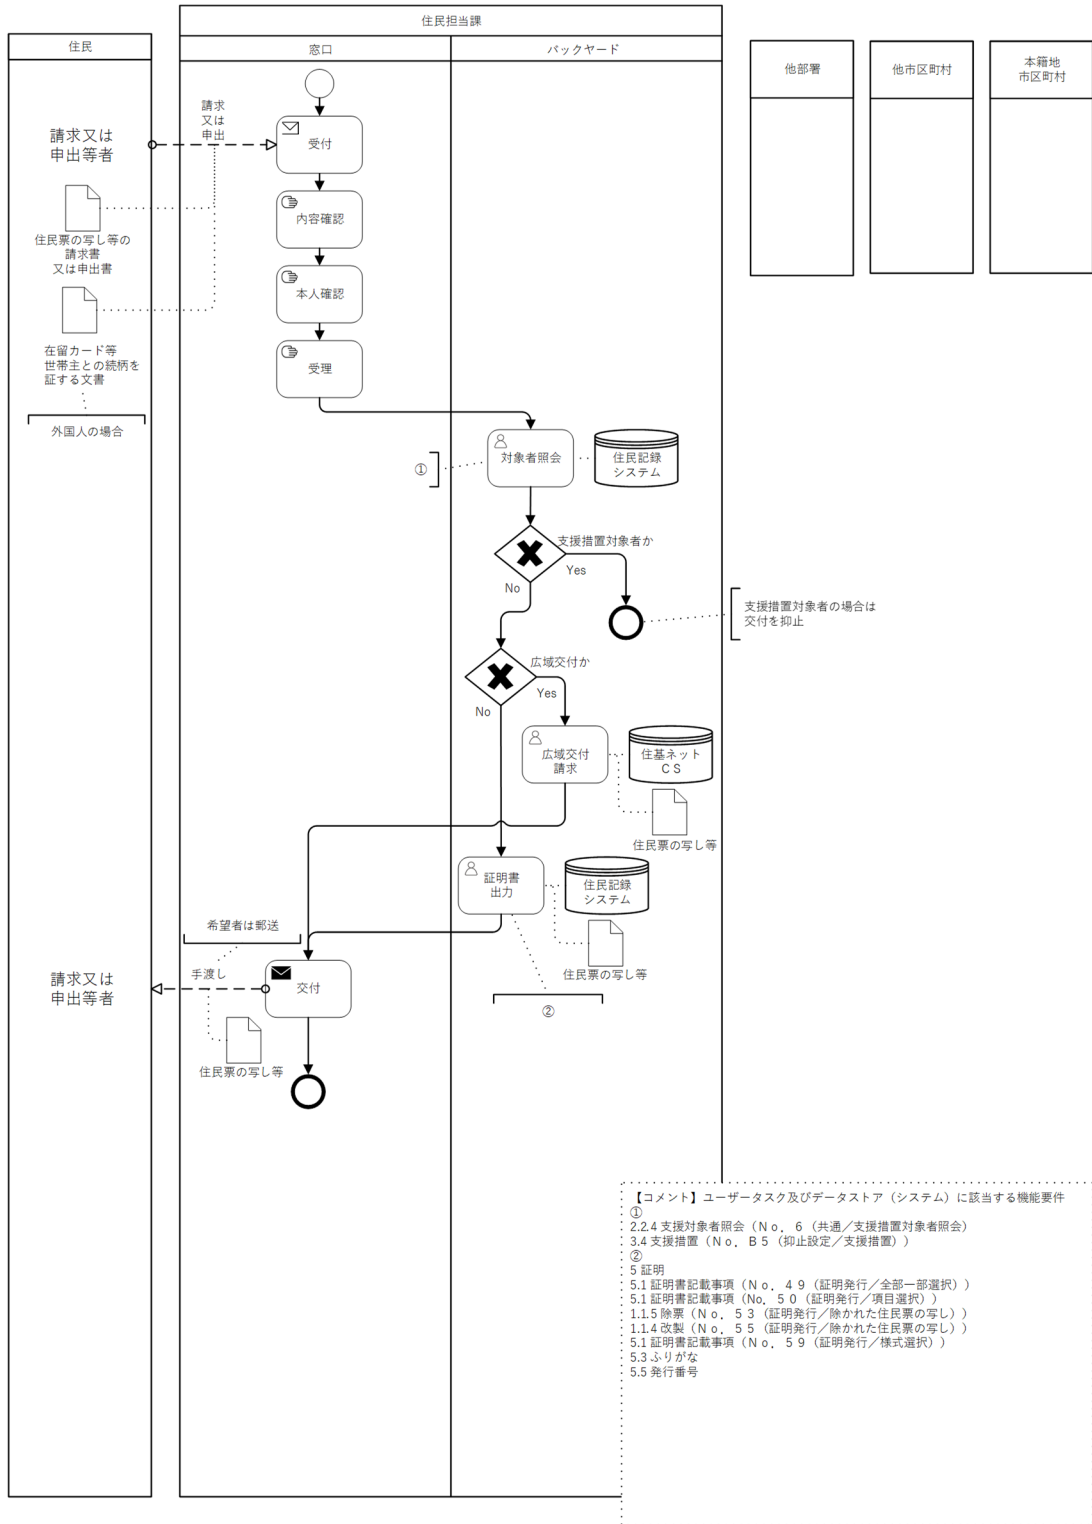 住民担当課
住民
窓口
バックヤード
他部署
他市区町村
本籍地
市区町村
請求
又は
申出
請求又は
申出等者
受付
住民票の写し等の
請求書
又は申出書
内容確認
本人確認
在留カード等
世帯主との続柄を
証する文書
受理
外国人の場合
①
対象者照会
住民記録
システム
支援措置対象者か
Yes
No
支援措置対象者の場合は
交付を抑止
広域交付か
Yes
No
広域交付
請求
住基ネット
ＣＳ
住民票の写し等
証明書
出力
住民記録
システム
住民票の写し等
②
希望者は郵送
手渡し
請求又は
申出等者
交付
住民票の写し等
【コメント】ユーザータスク及びデータストア（システム）に該当する機能要件
①
2.2.4 支援対象者照会（Ｎｏ．６（共通／支援措置対象者照会）
3.4 支援措置（Ｎｏ．Ｂ５（抑止設定／支援措置））
②
5 証明
5.1 証明書記載事項（Ｎｏ．４９（証明発行／全部一部選択））
5.1 証明書記載事項（No．５０（証明発行／項目選択））
1.1.5 除票（Ｎｏ．５３（証明発行／除かれた住民票の写し））
1.1.4 改製（Ｎｏ．５５（証明発行／除かれた住民票の写し））
5.1 証明書記載事項（Ｎｏ．５９（証明発行／様式選択））
5.3 ふりがな
5.5 発行番号